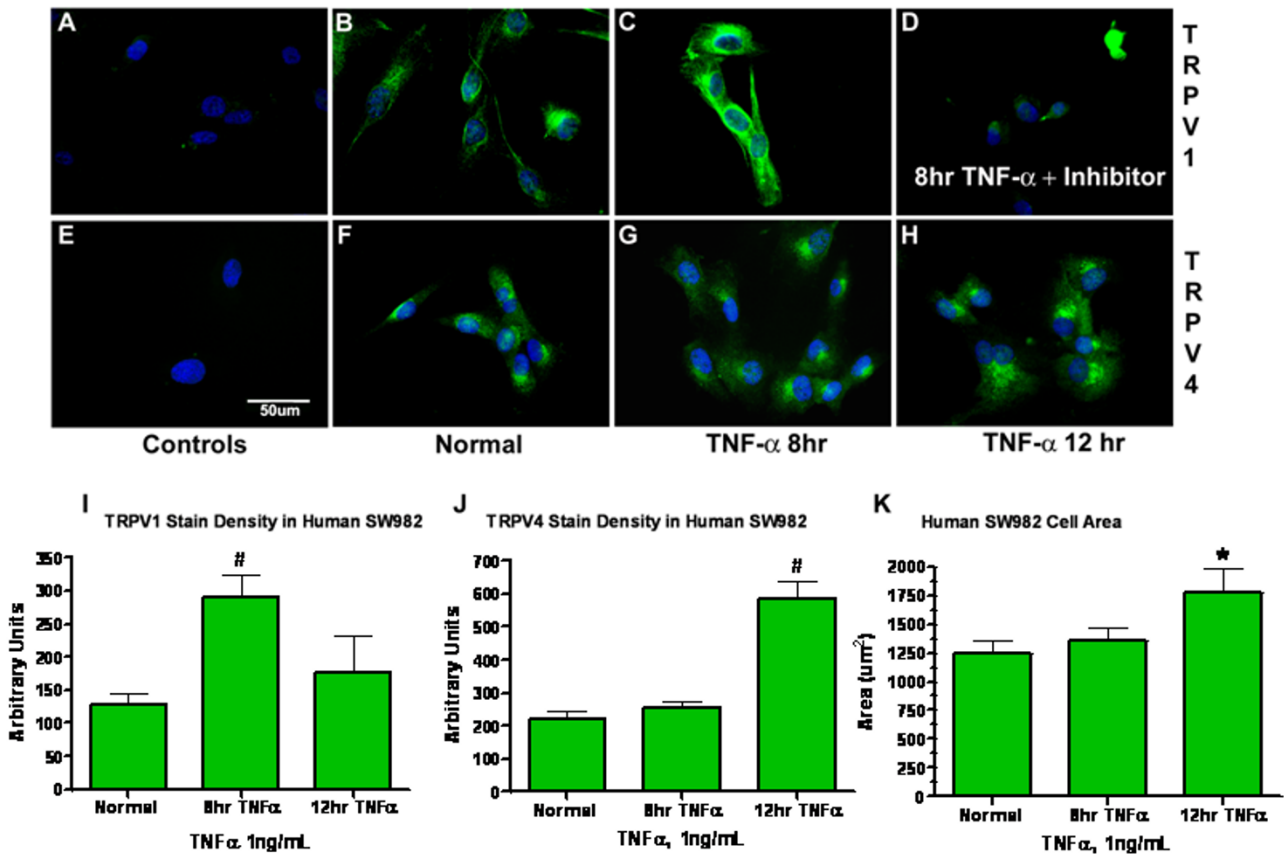 A
B
C
D
TRPV1
8hr TNF-α + Inhibitor
E
F
G
H
TRPV4
50um
Controls
Normal
TNF-α 8hr
TNF-α 12 hr
I
TRPV1 Stain Density in Human SW982
Arbitrary Units
350
300
250
200
150
100
50
0
#
Normal
8hr TNFα
12hr TNFα
TNFα 1ng/mL
J
TRPV4 Stain Density in Human SW982
Arbitrary Units
700
600
500
400
300
200
100
0
#
Normal
8hr TNFα
12hr TNFα
TNFα, 1ng/mL
K
Human SW982 Cell Area
Area (um²)
2000
1750
1500
1250
1000
750
500
250
0
*
Normal
8hr TNFα
12hr TNFα
TNFα, 1ng/mL